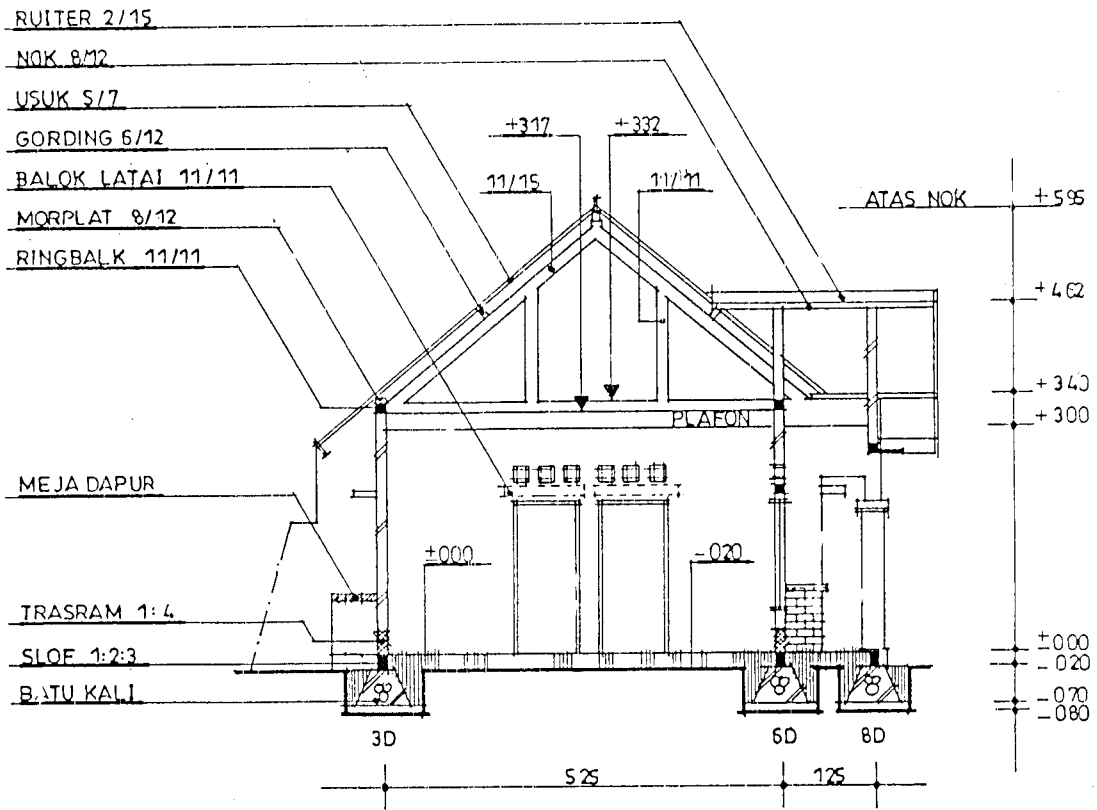 RUITER 2/15
NOK 8/12
USUK 5/7
GORDING 6/12
BALOK LATAI 11/11
MORPLAT 8/12
RINGBALK 11/11
+317
+332
11/15
11/11
ATAS NOK
+595
+462
+340
+300
PLAFON
MEJA DAPUR
±000
-020
TRASRAM 1:4
SLOF 1:2:3
BATU KALI
±000
-020
-070
-080
3D
6D
8D
525
125